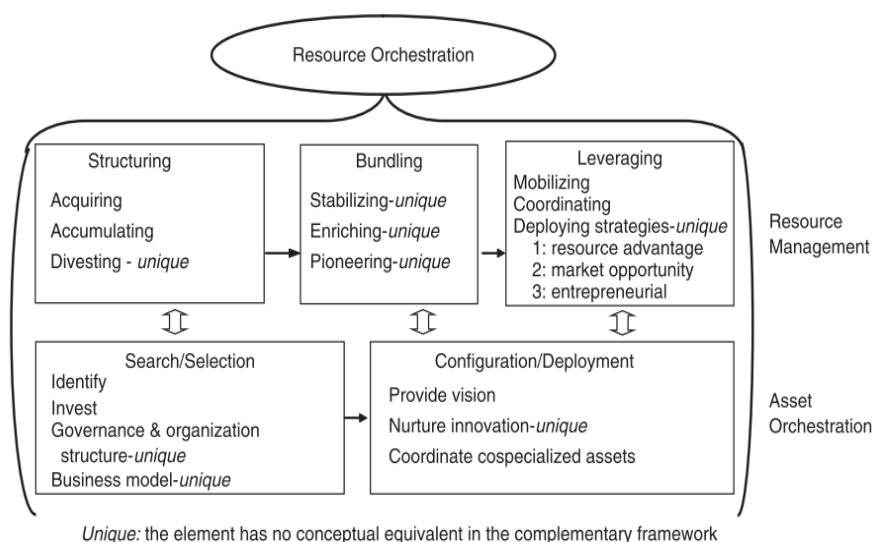 Resource Orchestration
Structuring
Acquiring
Accumulating
Divesting - unique
Bundling
Stabilizing-unique
Enriching-unique
Pioneering-unique
Leveraging
Mobilizing
Coordinating
Deploying strategies-unique
1: resource advantage
2: market opportunity
3: entrepreneurial
Resource
Management
Search/Selection
Identify
Invest
Governance & organization
structure-unique
Business model-unique
Configuration/Deployment
Provide vision
Nurture innovation-unique
Coordinate cospecialized assets
Asset
Orchestration
Unique: the element has no conceptual equivalent in the complementary framework